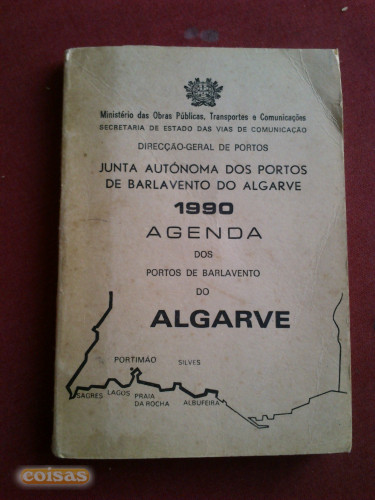 Ministério das Obras Públicas, Transportes e Comunicações
SECRETARIA DE ESTADO DAS VIAS DE COMUNICAÇÃO
DIRECÇÃO-GERAL DE PORTOS
JUNTA AUTÓNOMA DOS PORTOS
DE BARLAVENTO DO ALGARVE
1990
AGENDA
DOS
PORTOS DE BARLAVENTO
DO
ALGARVE
PORTIMÃO SILVES
SAGRES LAGOS PRAIA DA ROCHA ALBUFEIRA
coisas